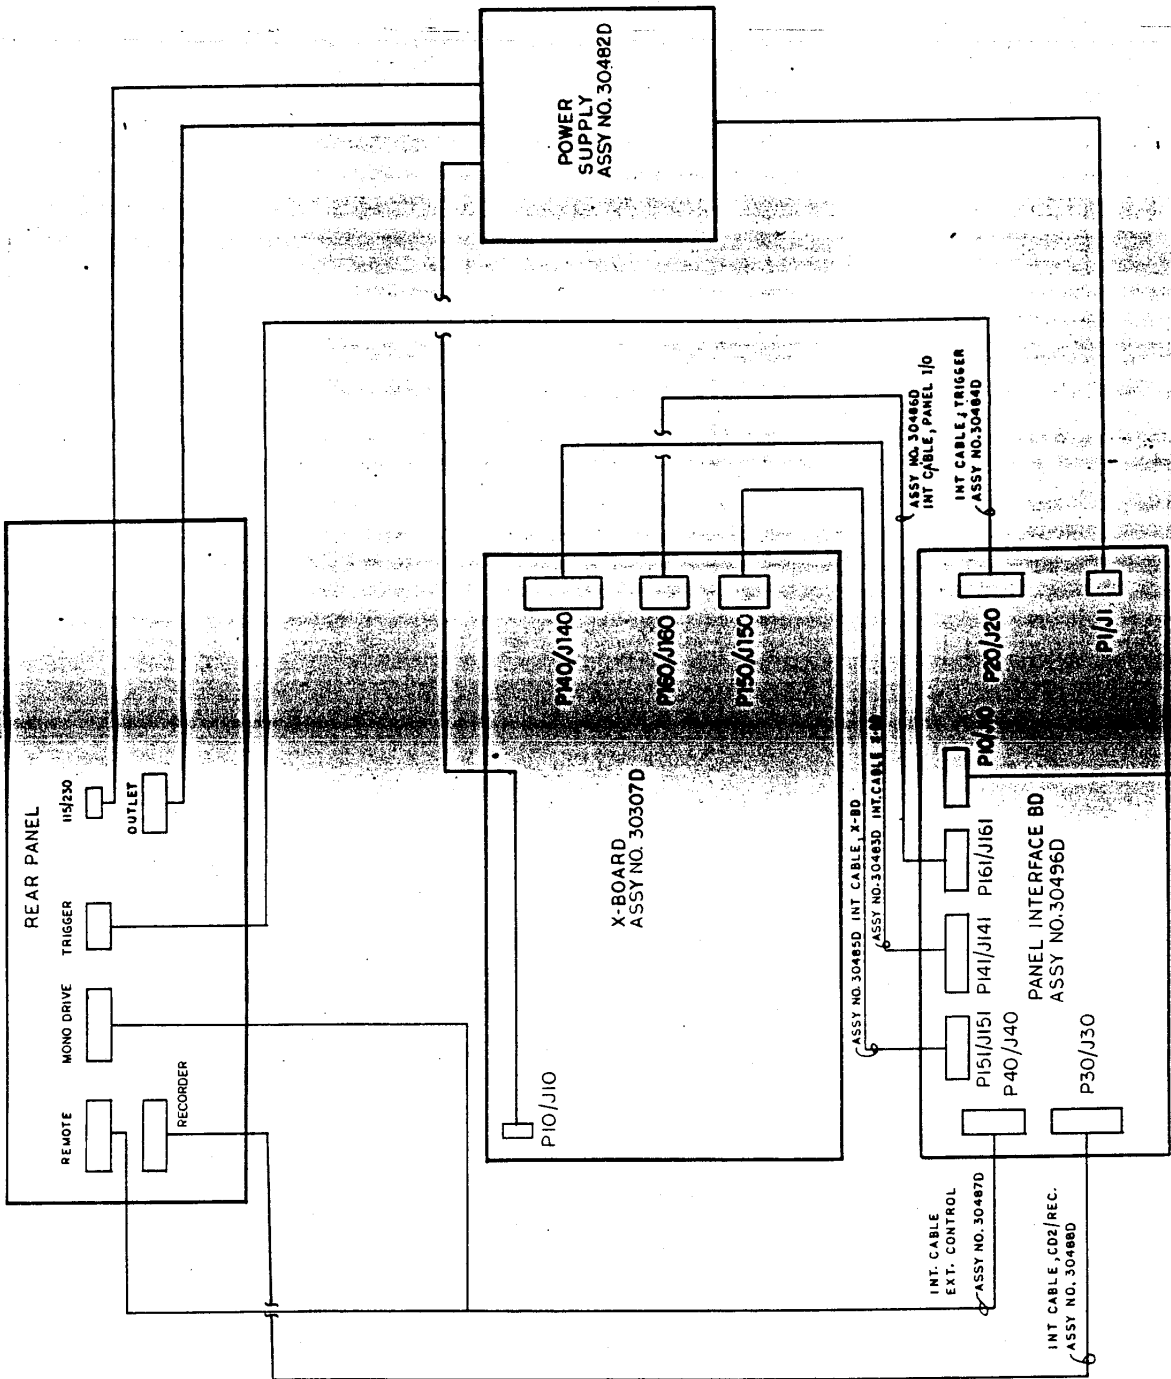 REAR PANEL
REMOTE
MONO DRIVE
TRIGGER
115/230
OUTLET
RECORDER
POWER
SUPPLY
ASSY NO. 30482D
X-BOARD
ASSY NO. 30307D
P10/J10
P140/J140
P160/J160
P150/J150
ASSY NO. 30485D INT CABLE, X-BD
ASSY NO. 30483D INT. CABLE X-BD
ASSY NO. 30486D
INT CABLE, PANEL I/O
INT CABLE, TRIGGER
ASSY NO. 30484D
PANEL INTERFACE BD
ASSY NO. 30496D
P151/J151
P141/J141
P161/J161
P20/J20
P1/J1
P40/J40
P30/J30
INT. CABLE
EXT. CONTROL
ASSY NO. 30487D
INT CABLE, CD2/REC.
ASSY NO. 30488D